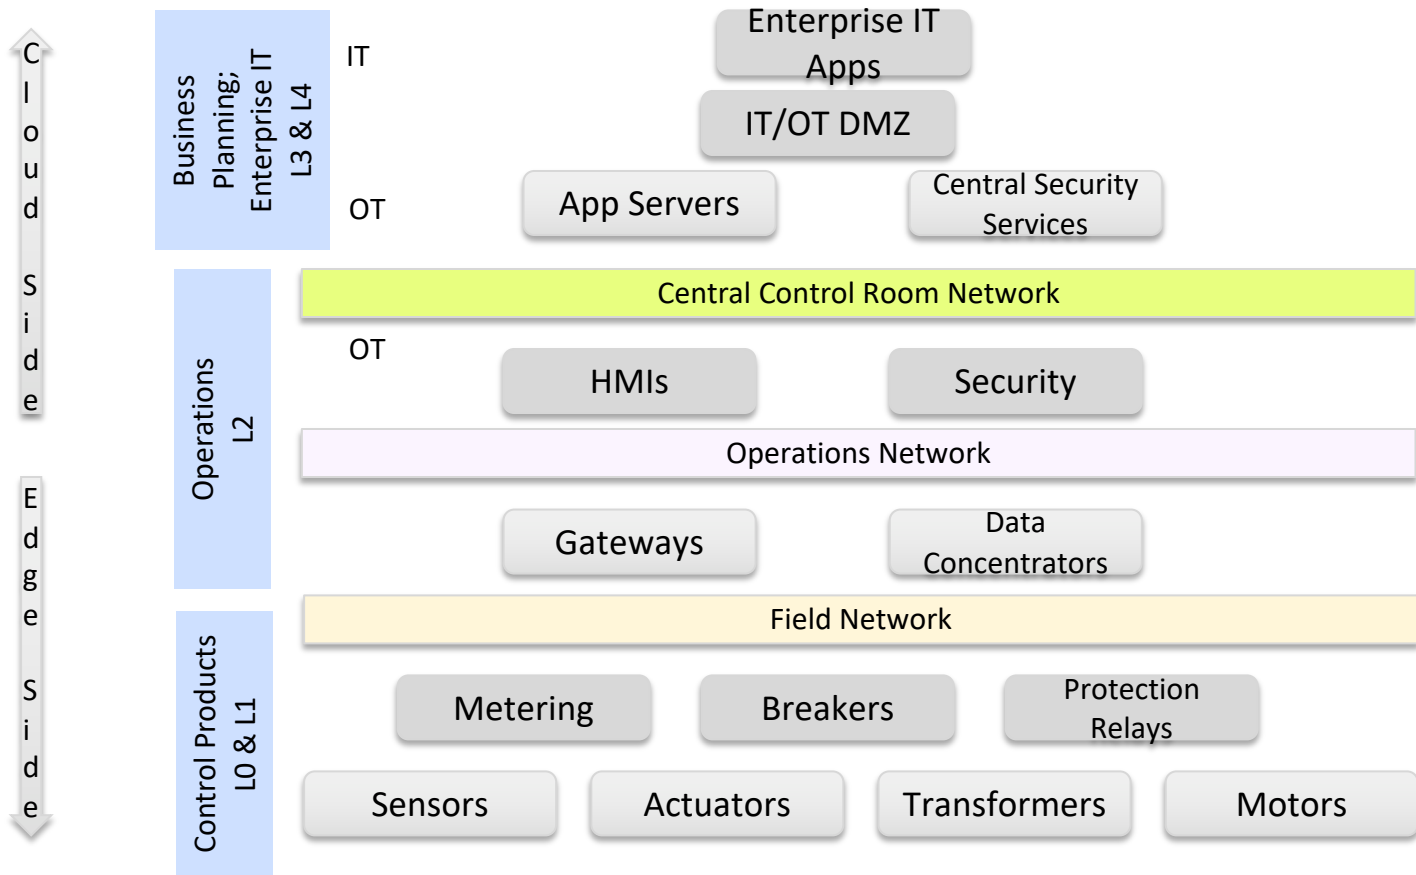 Cloud Side
Edge Side
Business
Planning;
Enterprise IT
L3 & L4
IT
Enterprise IT
Apps
IT/OT DMZ
OT
App Servers
Central Security
Services
Operations
L2
Central Control Room Network
OT
HMIs
Security
Operations Network
Gateways
Data
Concentrators
Control Products
L0 & L1
Field Network
Metering
Breakers
Protection
Relays
Sensors
Actuators
Transformers
Motors